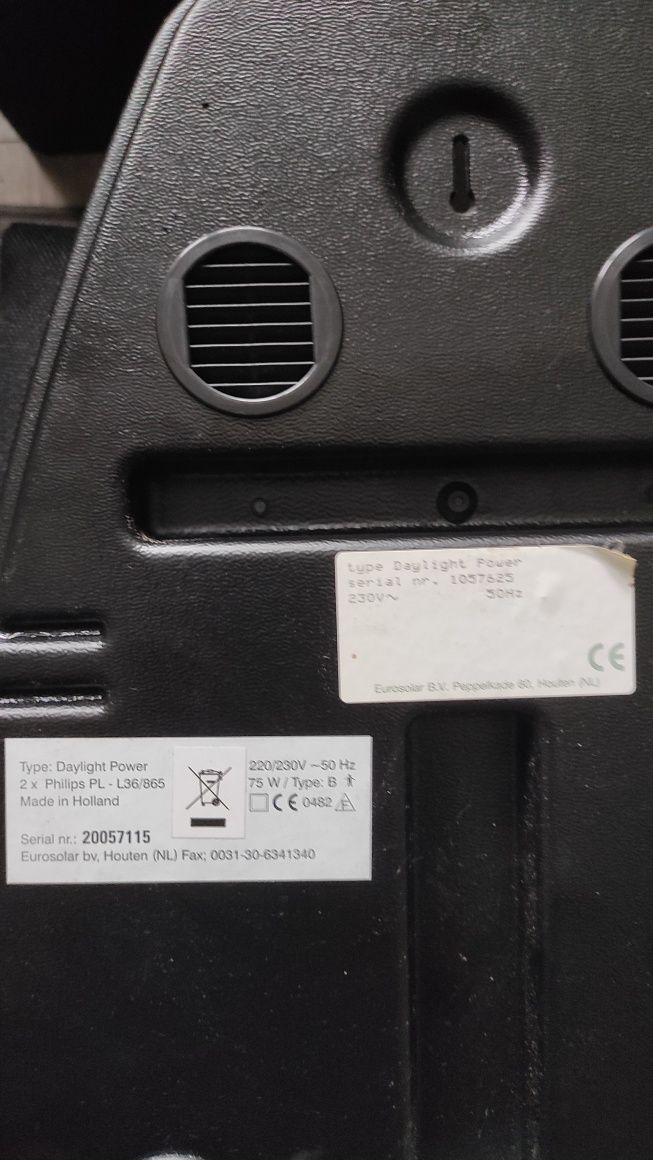 type Daylight Power
serial nr. 1057625
230V~ 50Hz
CE
Eurosolar B.V. Peppelkade 60, Houten (NL)
Type: Daylight Power
2 x Philips PL - L36/865
Made in Holland
220/230V ~50 Hz
75 W / Type: B
CE 0482
Serial nr.: 20057115
Eurosolar bv, Houten (NL) Fax; 0031-30-6341340